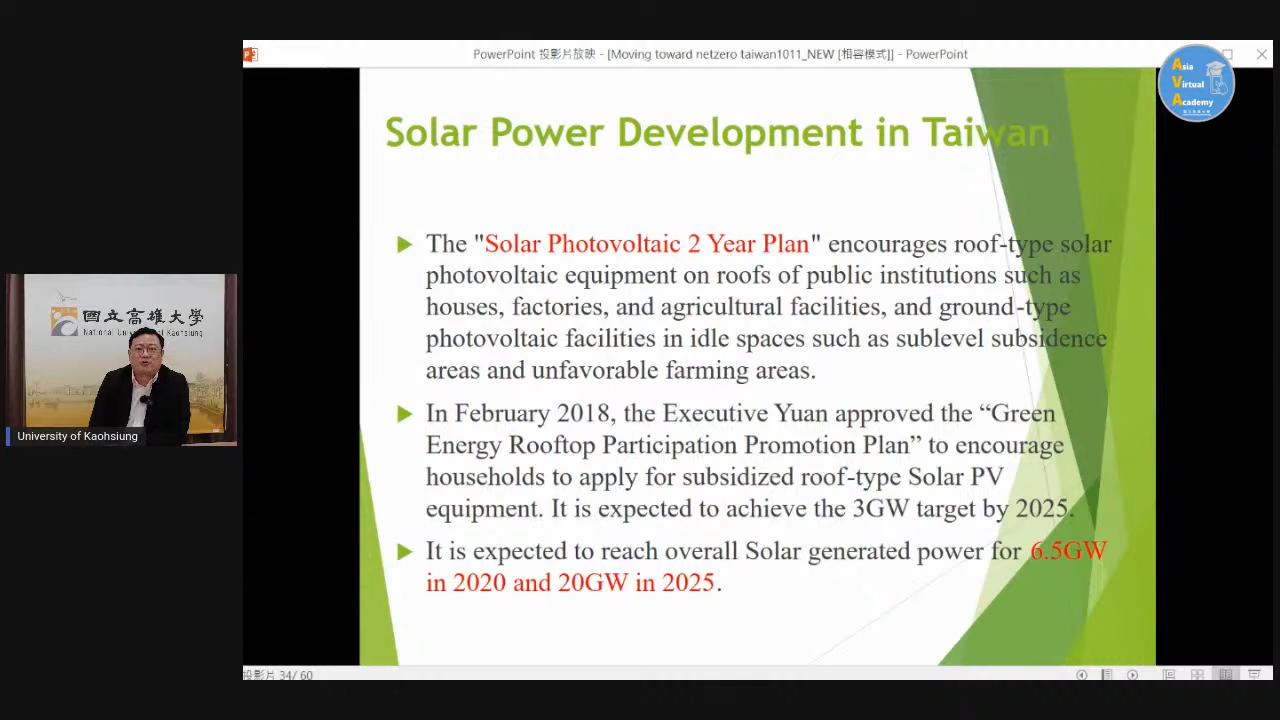 PowerPoint 投影片放映 - [Moving toward netzero taiwan1011_NEW [相容模式]] - PowerPoint
Asia
Virtual
Academy
Solar Power Development in Taiwan
The "Solar Photovoltaic 2 Year Plan" encourages roof-type solar
photovoltaic equipment on roofs of public institutions such as
houses, factories, and agricultural facilities, and ground-type
photovoltaic facilities in idle spaces such as sublevel subsidence
areas and unfavorable farming areas.
In February 2018, the Executive Yuan approved the “Green
Energy Rooftop Participation Promotion Plan” to encourage
households to apply for subsidized roof-type Solar PV
equipment. It is expected to achieve the 3GW target by 2025.
It is expected to reach overall Solar generated power for 6.5GW
in 2020 and 20GW in 2025.
國立高雄大學
National University of Kaohsiung
University of Kaohsiung
投影片 34/ 60